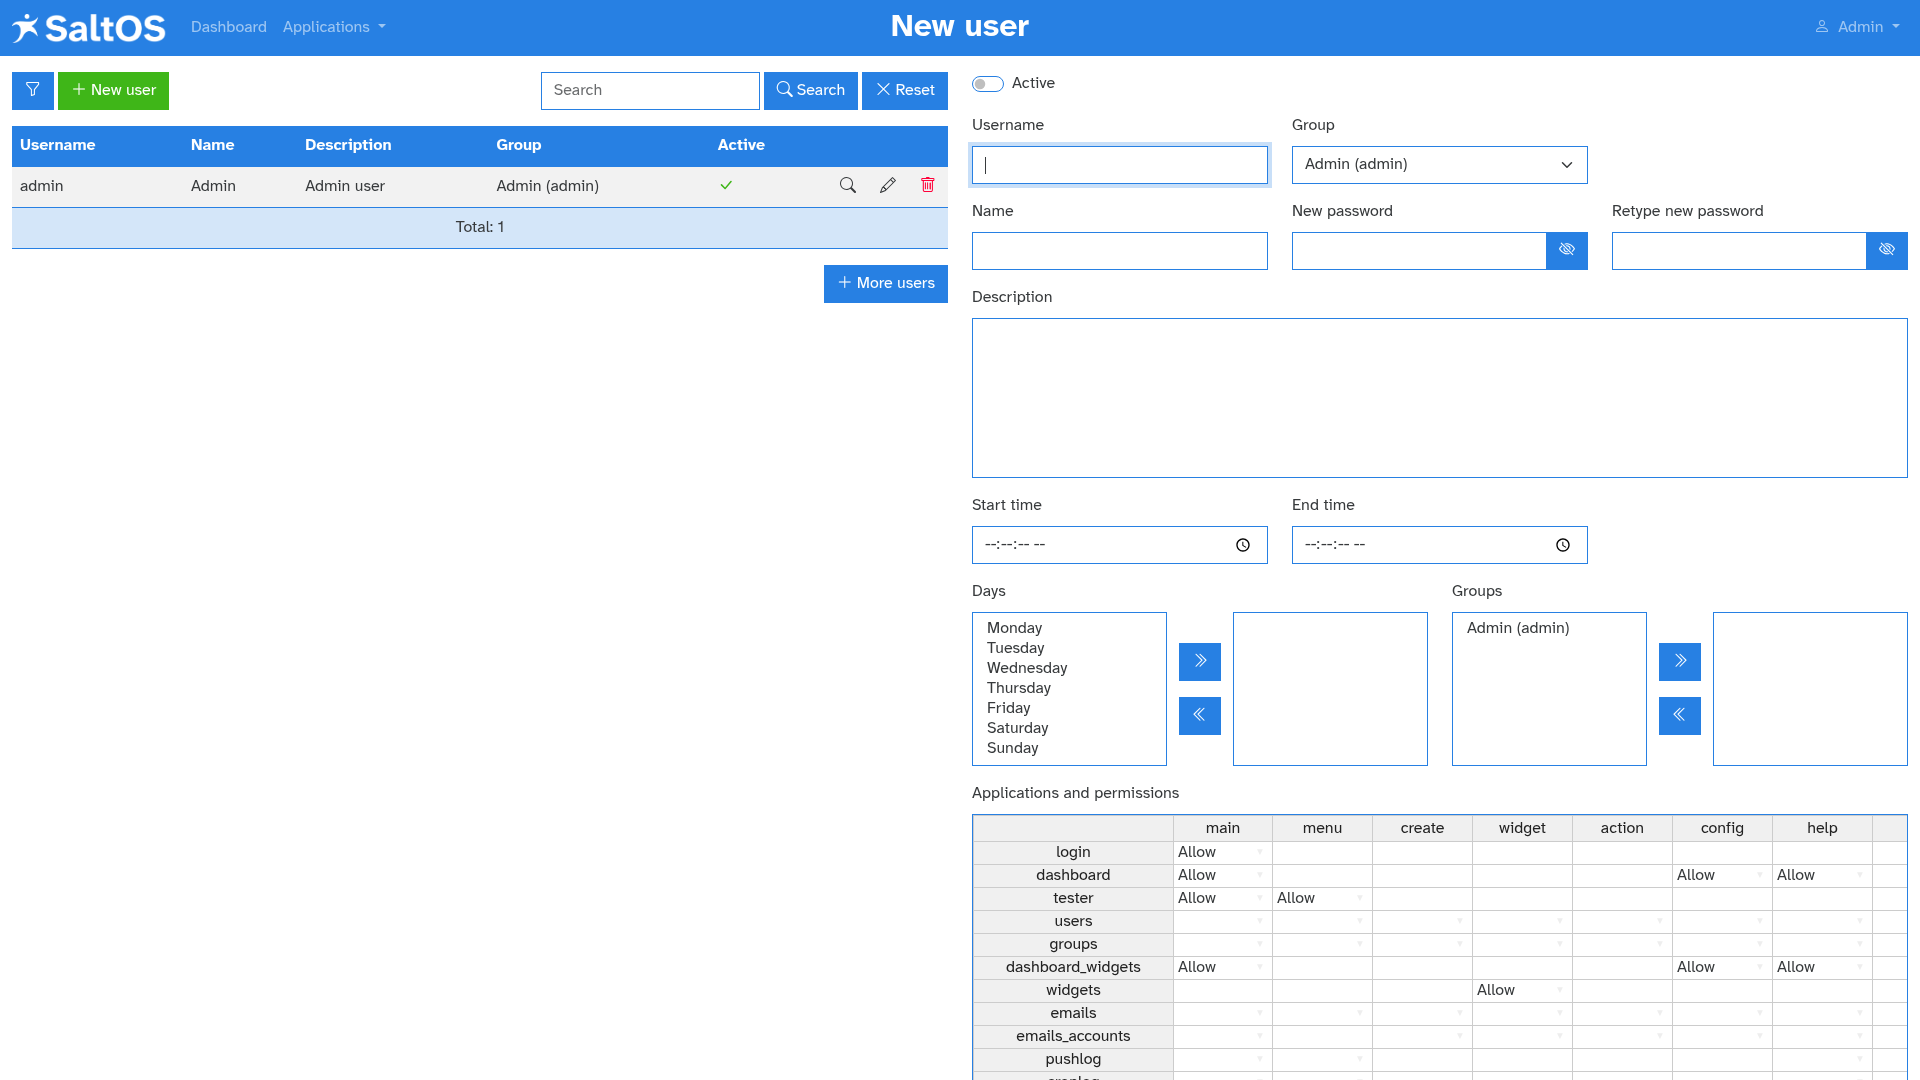 SaltOS Dashboard Applications New user Admin
New user Search Search Reset
Username Name Description Group Active
admin Admin Admin user Admin (admin)
Total: 1
More users
Active
Username Group
Admin (admin)
Name New password Retype new password
Description
Start time End time
--:--:-- -- --:--:-- --
Days Groups
Monday Admin (admin)
Tuesday
Wednesday
Thursday
Friday
Saturday
Sunday
Applications and permissions
main menu create widget action config help
login Allow
dashboard Allow Allow Allow
tester Allow Allow
users
groups
dashboard_widgets Allow Allow Allow
widgets Allow
emails
emails_accounts
pushlog